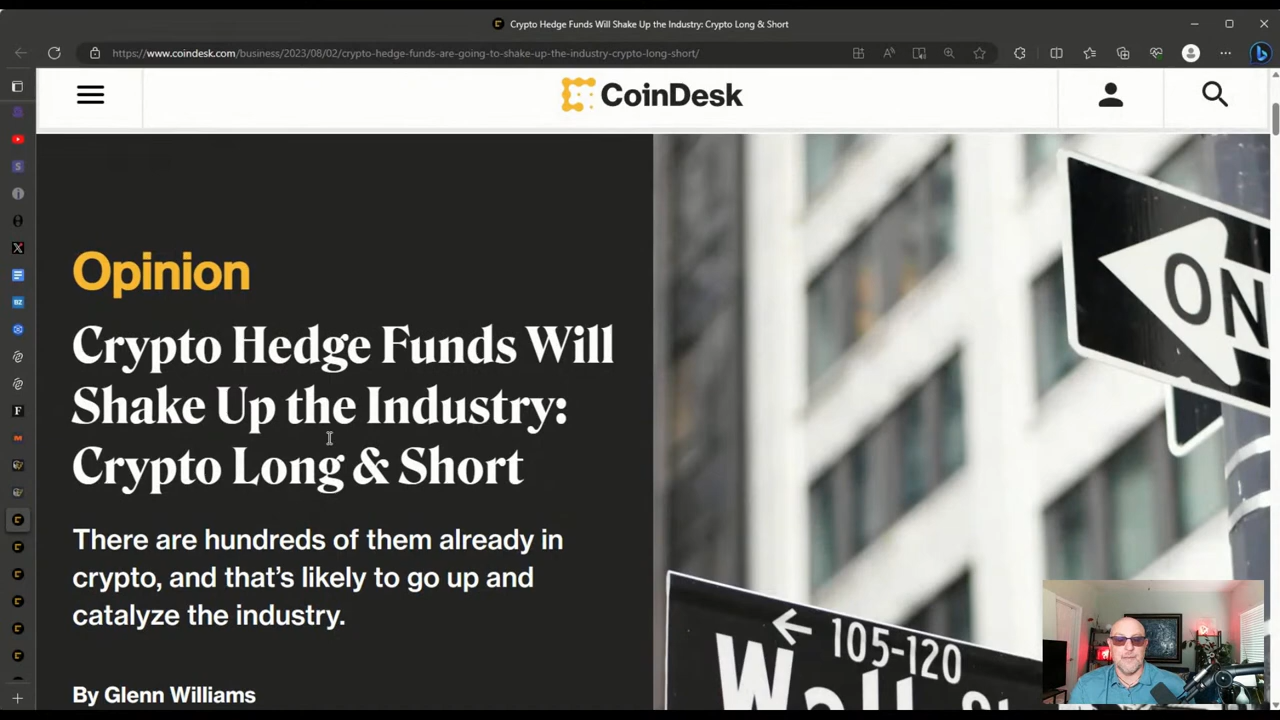 Crypto Hedge Funds Will Shake Up the Industry: Crypto Long & Short
https://www.coindesk.com/business/2023/08/02/crypto-hedge-funds-are-going-to-shake-up-the-industry-crypto-long-short/
CoinDesk
Opinion
Crypto Hedge Funds Will
Shake Up the Industry:
Crypto Long & Short
There are hundreds of them already in
crypto, and that's likely to go up and
catalyze the industry.
By Glenn Williams
ON
105-120
Wall